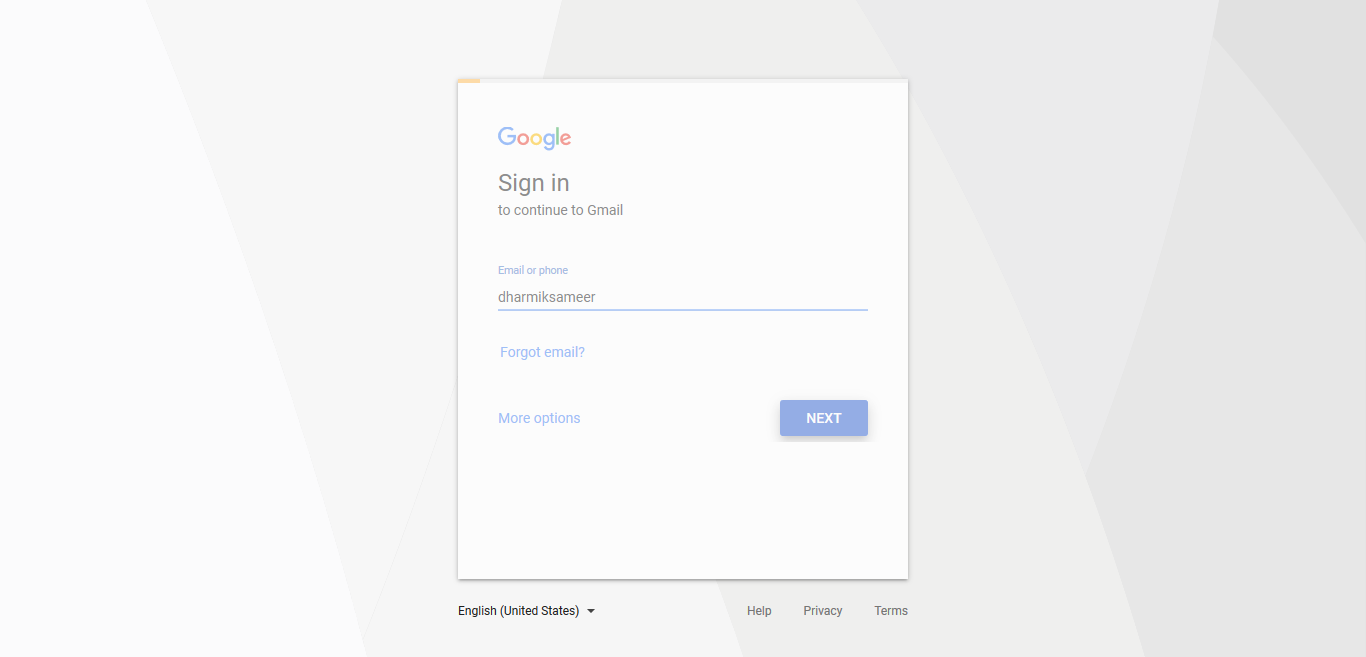 Google
Sign in
to continue to Gmail
Email or phone
dharmiksameer
Forgot email?
More options
NEXT
English (United States)
Help
Privacy
Terms